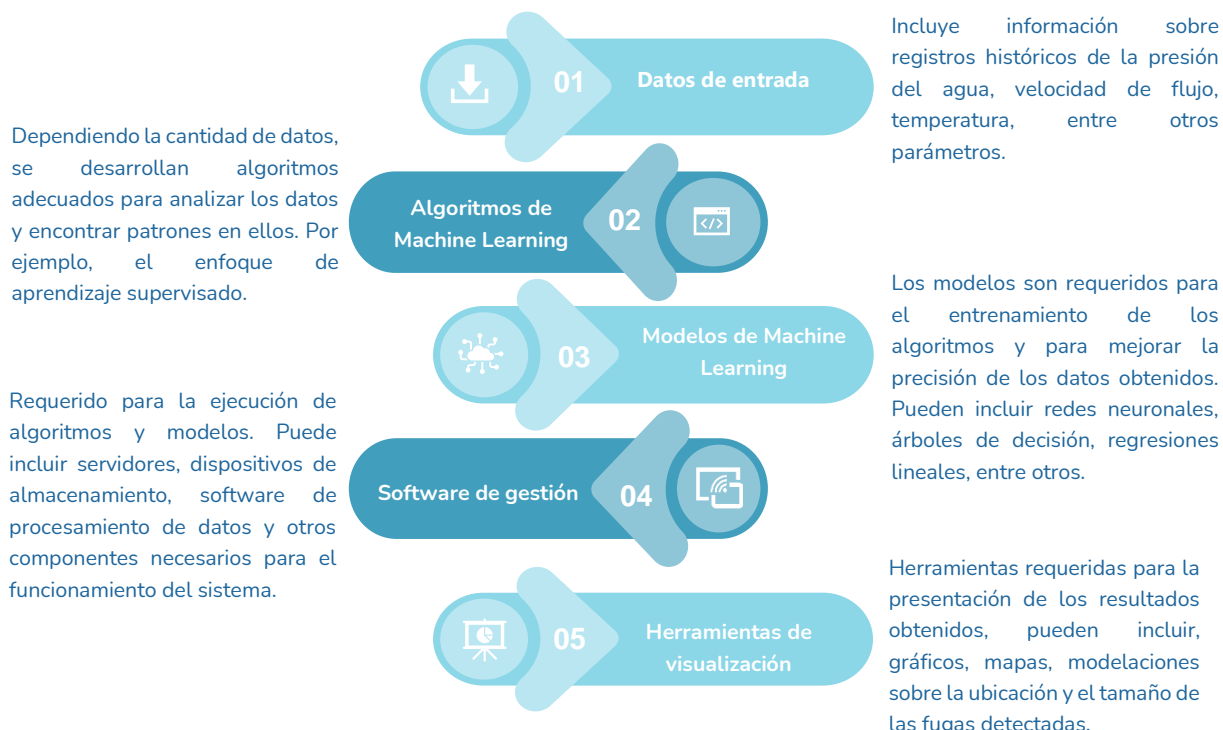 01
Datos de entrada
Incluye información sobre
registros históricos de la presión
del agua, velocidad de flujo,
temperatura, entre otros
parámetros.
Dependiendo la cantidad de datos,
se desarrollan algoritmos
adecuados para analizar los datos
y encontrar patrones en ellos. Por
ejemplo, el enfoque de
aprendizaje supervisado.
Algoritmos de
Machine Learning
02
</>
03
Modelos de Machine
Learning
Los modelos son requeridos para
el entrenamiento de los
algoritmos y para mejorar la
precisión de los datos obtenidos.
Pueden incluir redes neuronales,
árboles de decisión, regresiones
lineales, entre otros.
Requerido para la ejecución de
algoritmos y modelos. Puede
incluir servidores, dispositivos de
almacenamiento, software de
procesamiento de datos y otros
componentes necesarios para el
funcionamiento del sistema.
Software de gestión
04
05
Herramientas de
visualización
Herramientas requeridas para la
presentación de los resultados
obtenidos, pueden incluir,
gráficos, mapas, modelaciones
sobre la ubicación y el tamaño de
las fugas detectadas.